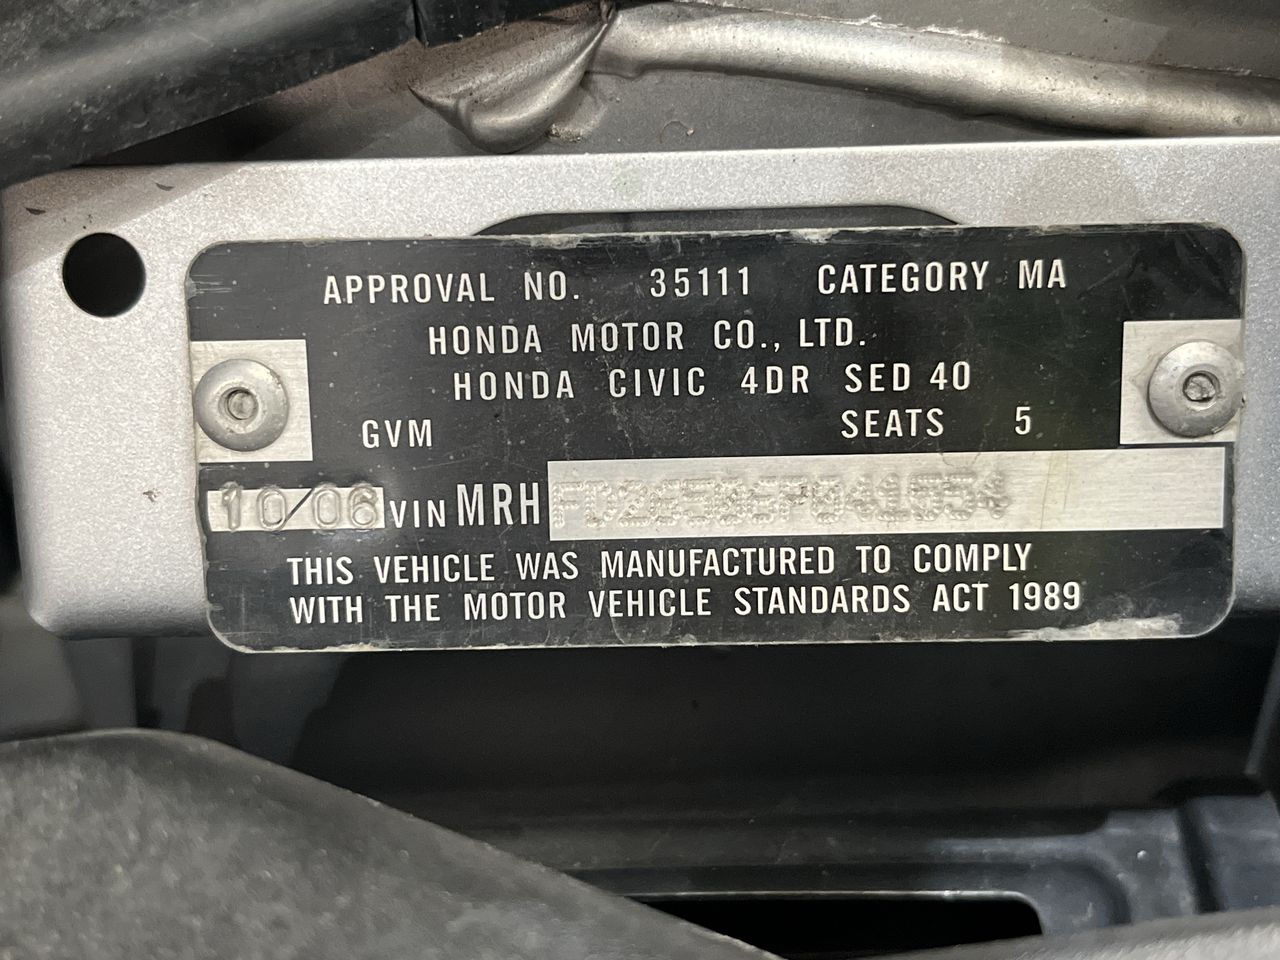 APPROVAL NO. 35111 CATEGORY MA
HONDA MOTOR CO., LTD.
HONDA CIVIC 4DR SED 40
GVM SEATS 5
10/06 VIN MRH
THIS VEHICLE WAS MANUFACTURED TO COMPLY
WITH THE MOTOR VEHICLE STANDARDS ACT 1989